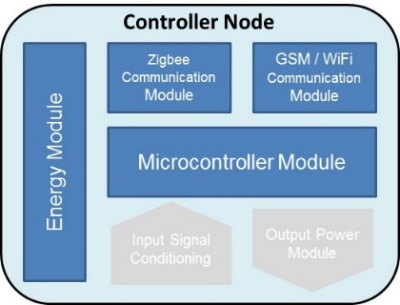 Controller Node
Energy Module
Zigbee
Communication
Module
GSM / WiFi
Communication
Module
Microcontroller Module
Input Signal
Conditioning
Output Power
Module